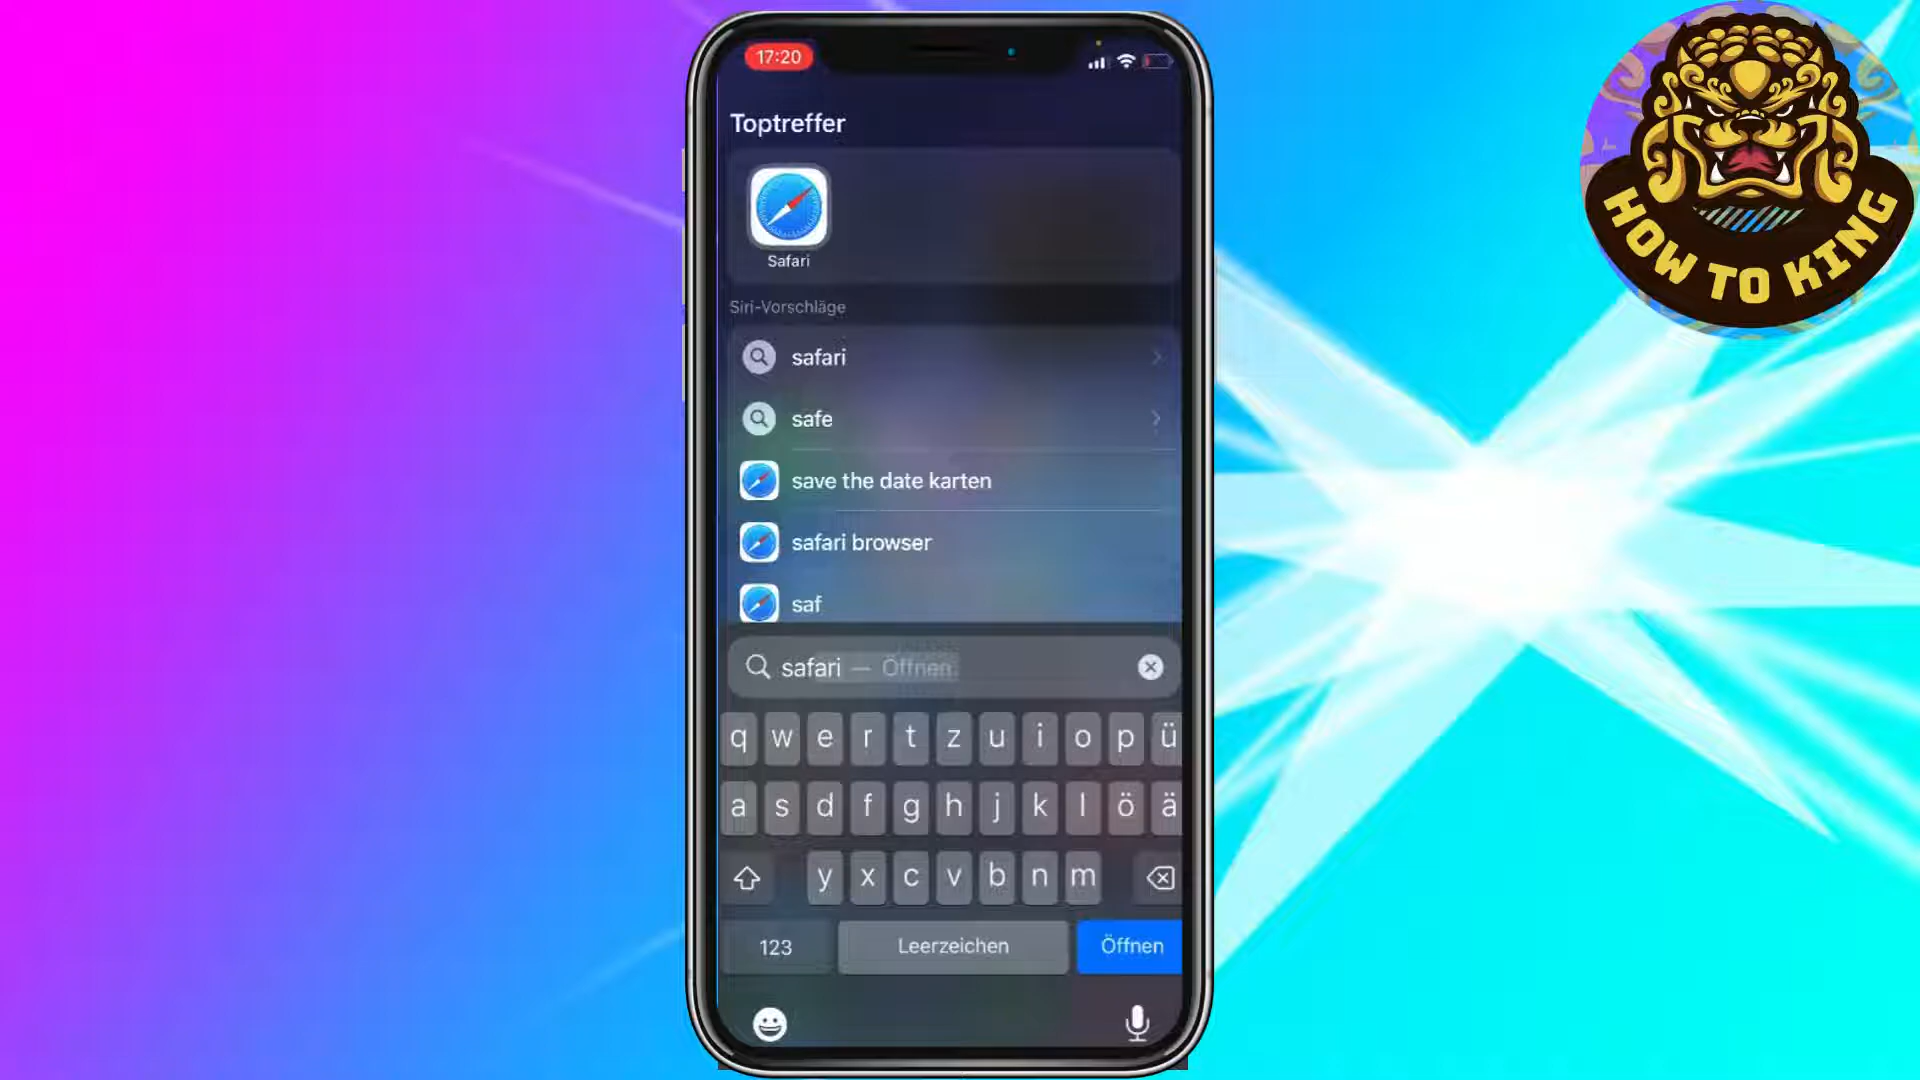 17:20
Toptreffer
Safari
Siri-Vorschläge
safari
safe
save the date karten
safari browser
saf
safari — Öffnen
q w e r t z u i o p ü
a s d f g h j k l ö ä
y x c v b n m
123 Leerzeichen Öffnen
HOW TO KING